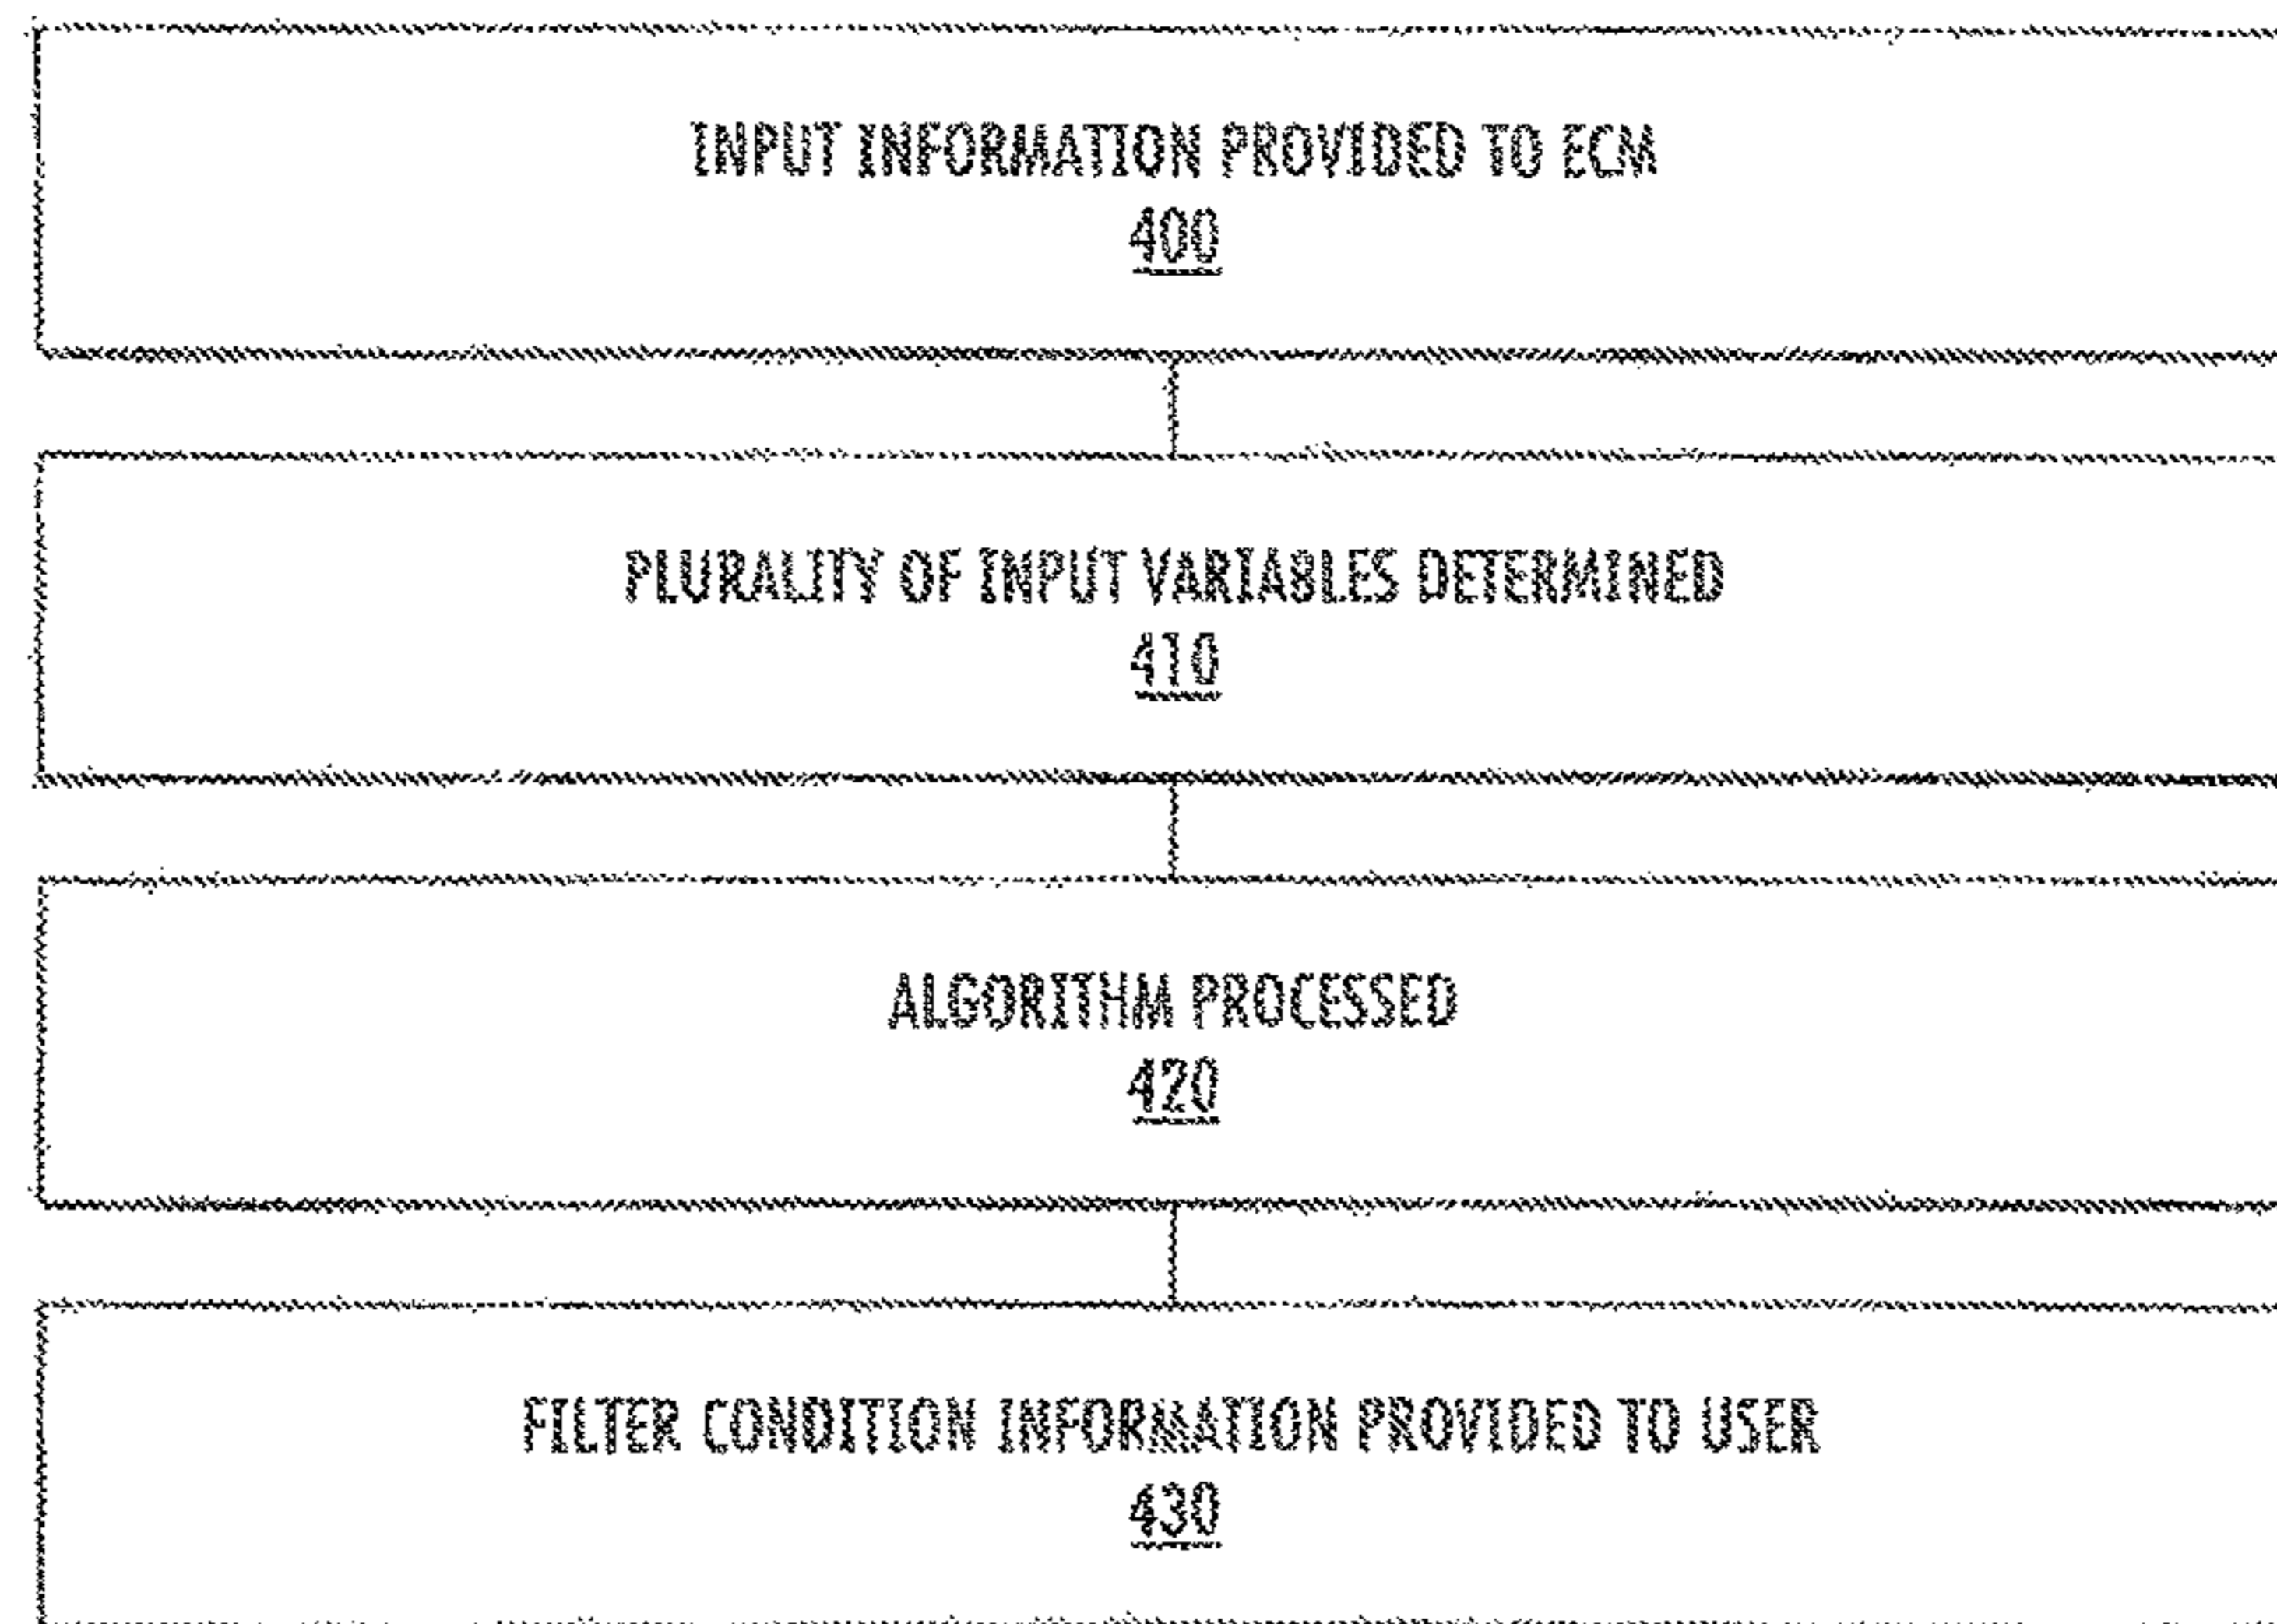 INPUT INFORMATION PROVIDED TO ECM
400
PLURALITY OF INPUT VARIABLES DETERMINED
410
ALGORITHM PROCESSED
420
FILTER CONDITION INFORMATION PROVIDED TO USER
430